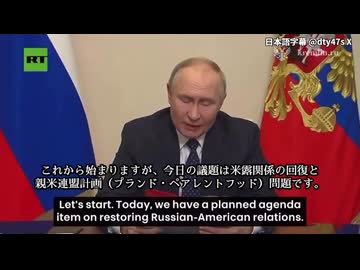 日本語字幕 @dty47s X
RT
kremlin.ru
これから始まりますが、今日の議題は米露関係の回復と
親米連盟計画（ブランド・ペアレントフッド）問題です。
Let's start. Today, we have a planned agenda
item on restoring Russian-American relations.